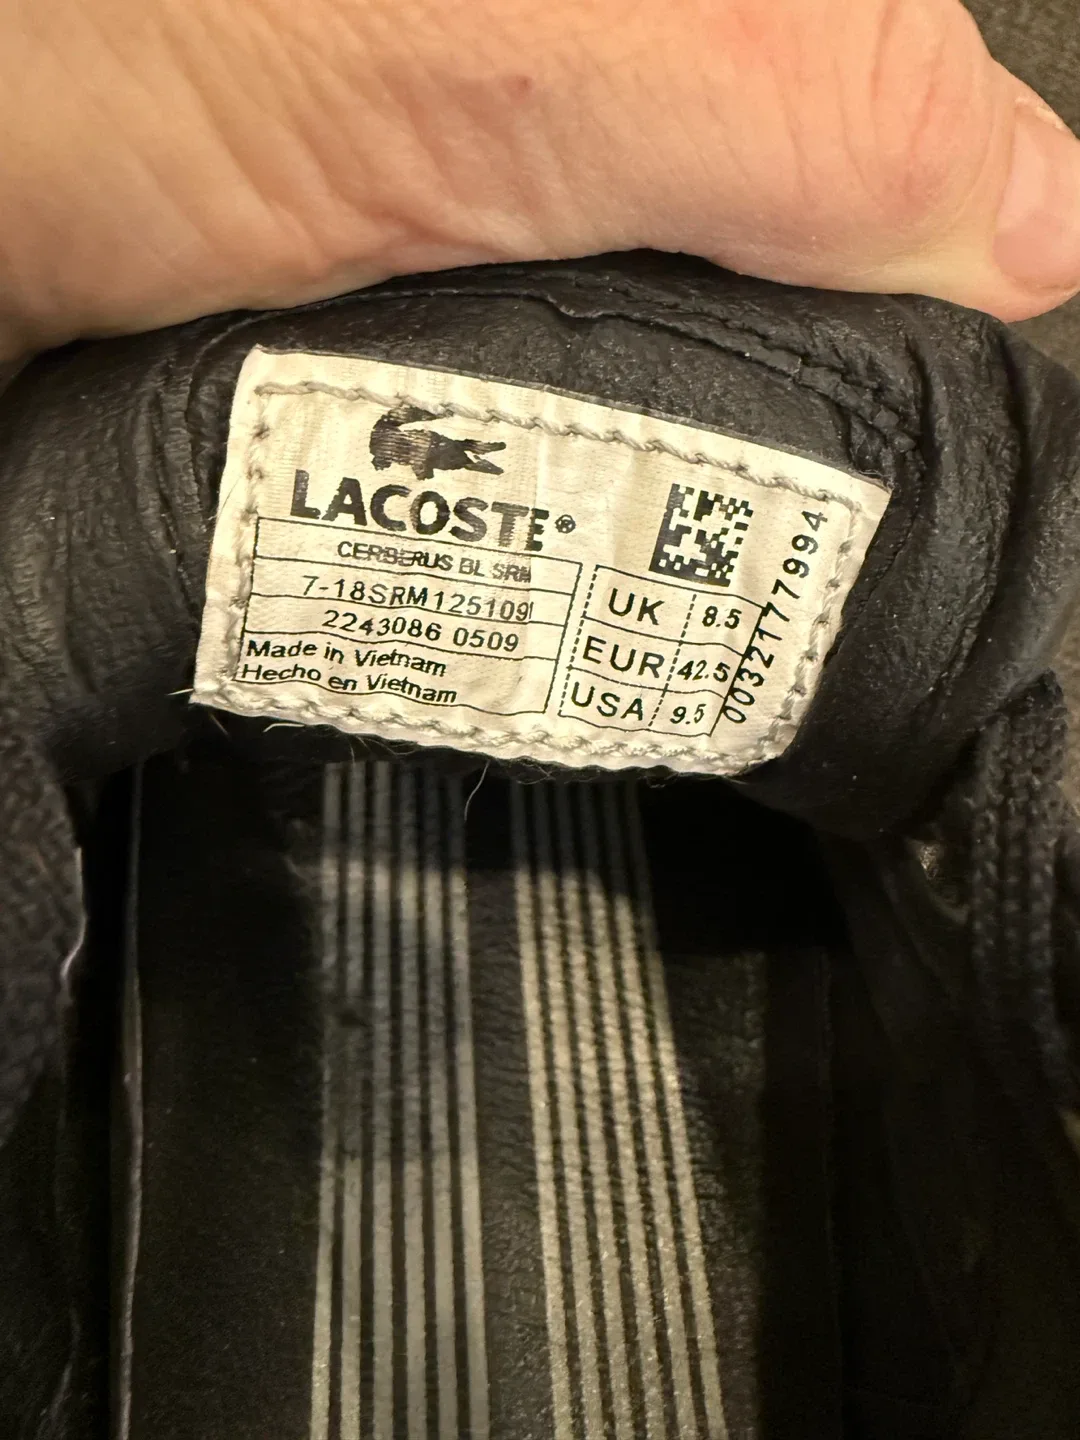 LACOSTE®
CERBERUS BL SRM
7-18SRM125109
2243086 0509
Made in Vietnam
Hecho en Vietnam
UK 8.5
EUR 42.5
USA 9.5
0032177994